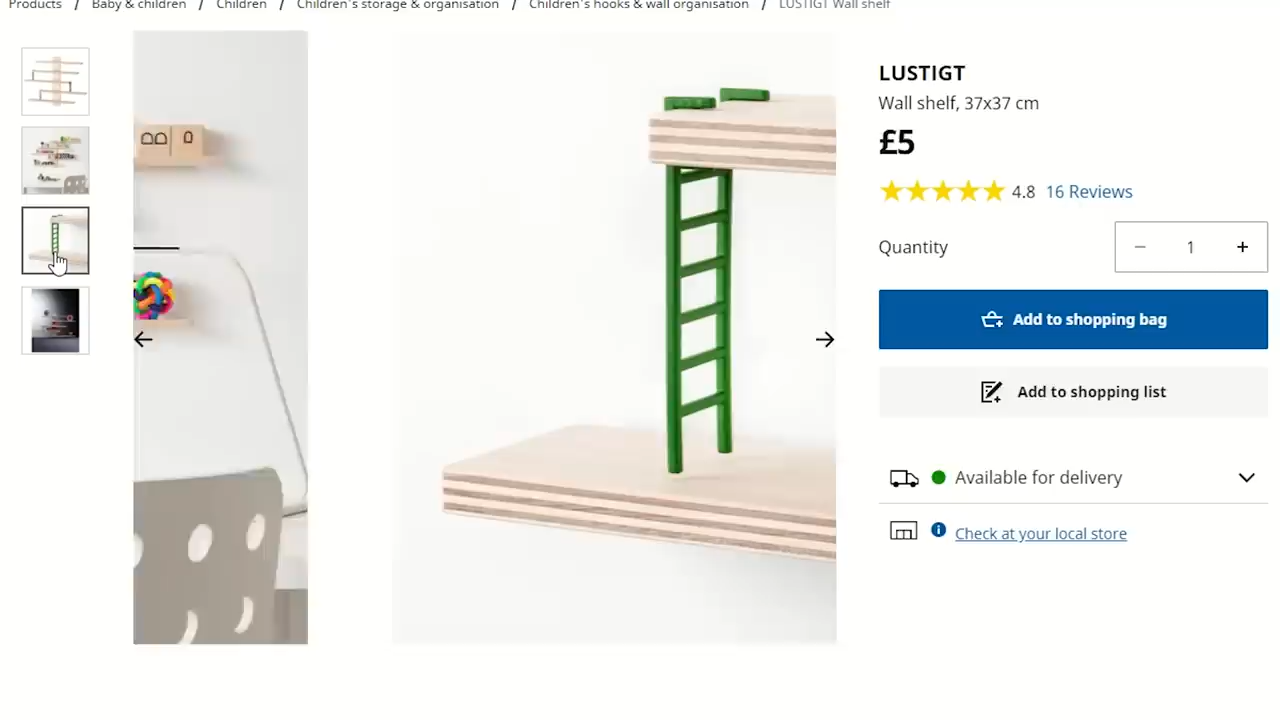 Products / Baby & children / Children / Children's storage & organisation / Children's hooks & wall organisation / LUSTIGT Wall shelf
LUSTIGT
Wall shelf, 37x37 cm
£5
4.8 16 Reviews
Quantity
1
Add to shopping bag
Add to shopping list
Available for delivery
Check at your local store